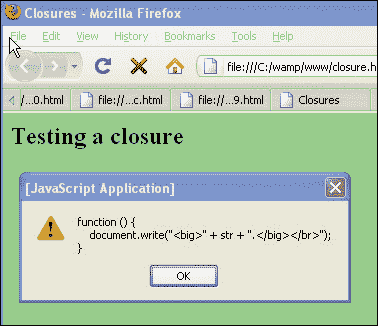 Closures - Mozilla Firefox
File Edit View History Bookmarks Tools Help
file:///C:/wamp/www/closure.h
/...0.html file://...c.html file://...9.html Closures
Testing a closure
[JavaScript Application]
function () {
document.write("<big>" + str + ".</big></br>");
}
OK